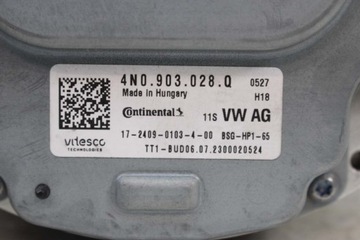 4N0.903.028.Q 0527
Made in Hungary H18
Continental 11S VW AG
17-2409-0103-4-00 BSG-HP1-65
vitesco
TECHNOLOGIES
TT1-BUD06.07.2300020524